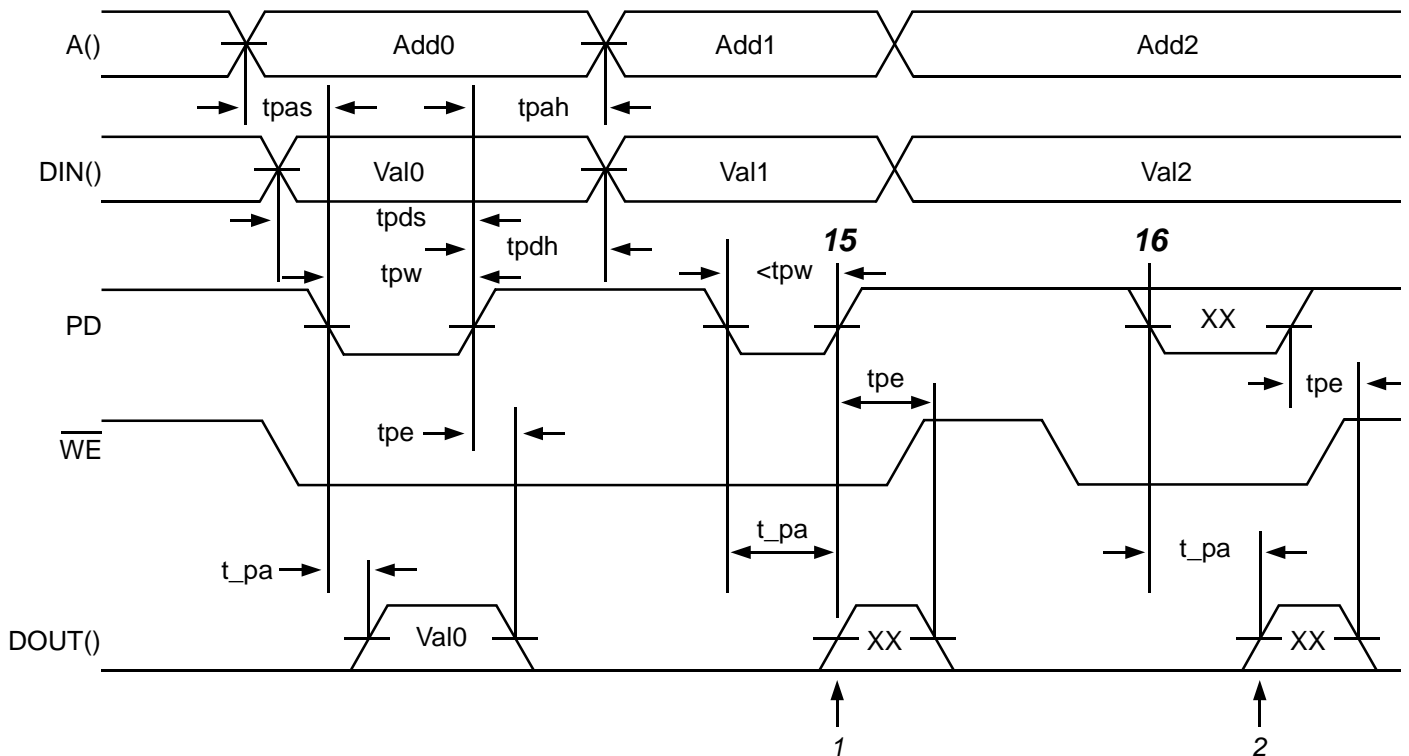 A() Add0 Add1 Add2
tpas tpah
DIN() Val0 Val1 Val2
tpds
tpdh 15 16
tpw <tpw
PD XX
tpe tpe
WE tpe
t_pa t_pa
t_pa
DOUT() Val0 XX XX
1 2